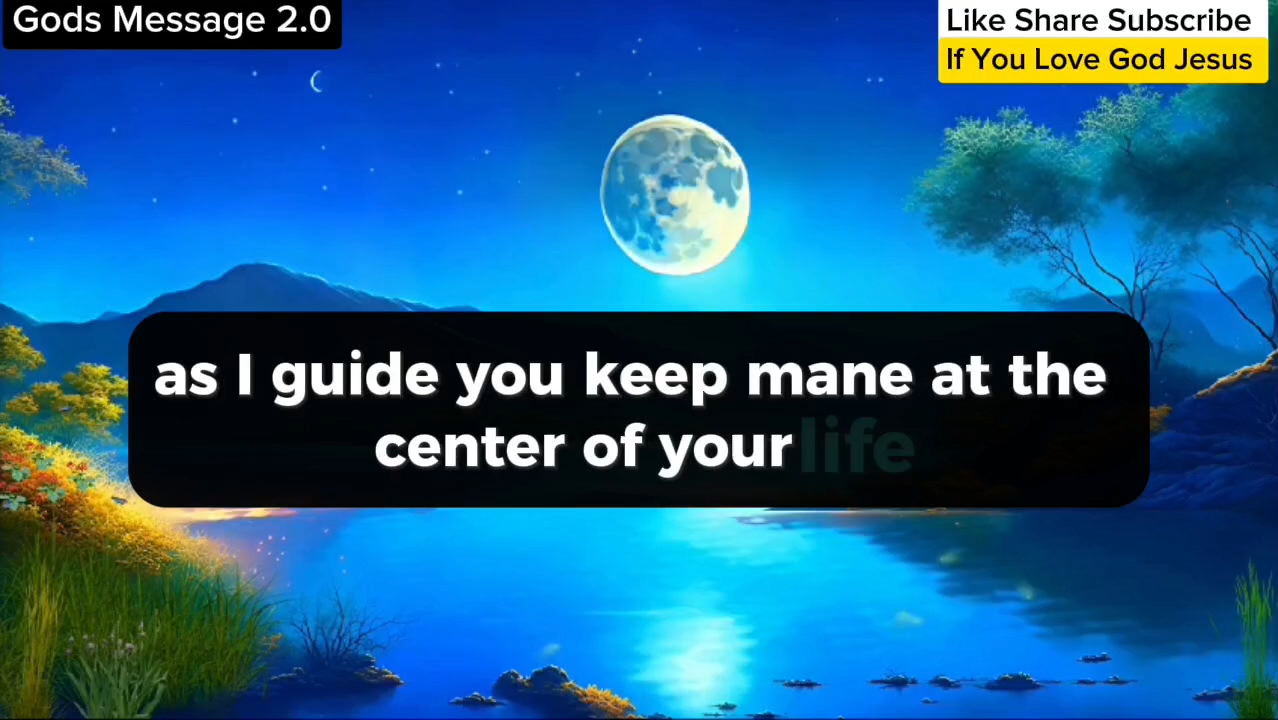 Gods Message 2.0
Like Share Subscribe
If You Love God Jesus
as I guide you keep mane at the
center of your life